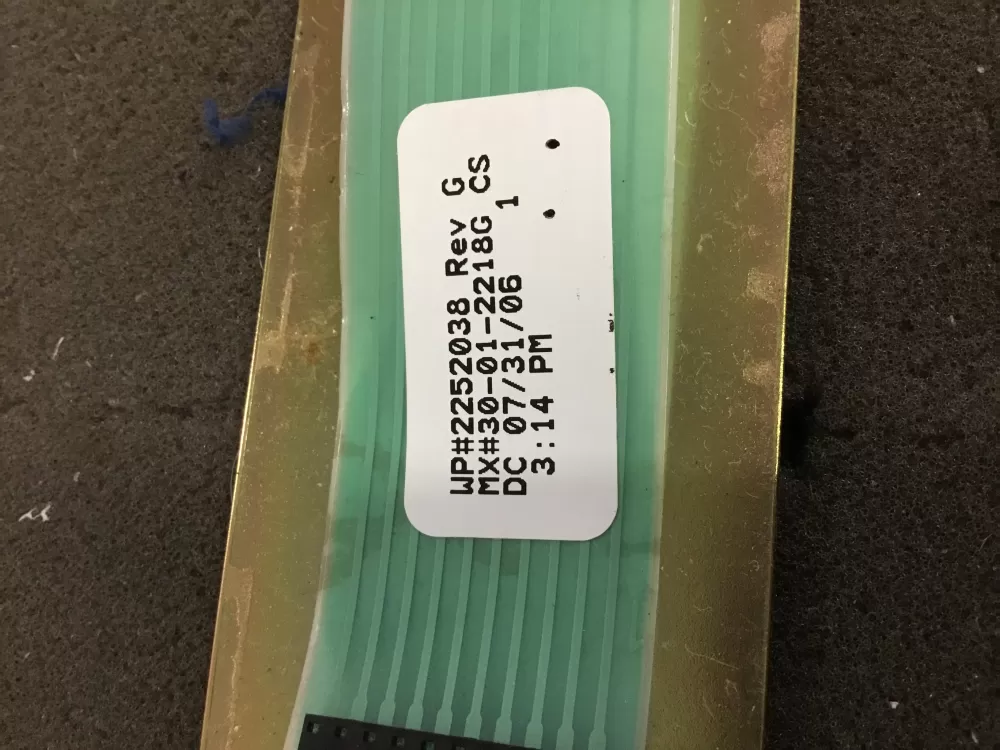 WP#2252038 Rev G
MX#30-01-2218G CS
DC 07/31/06 1
3:14 PM